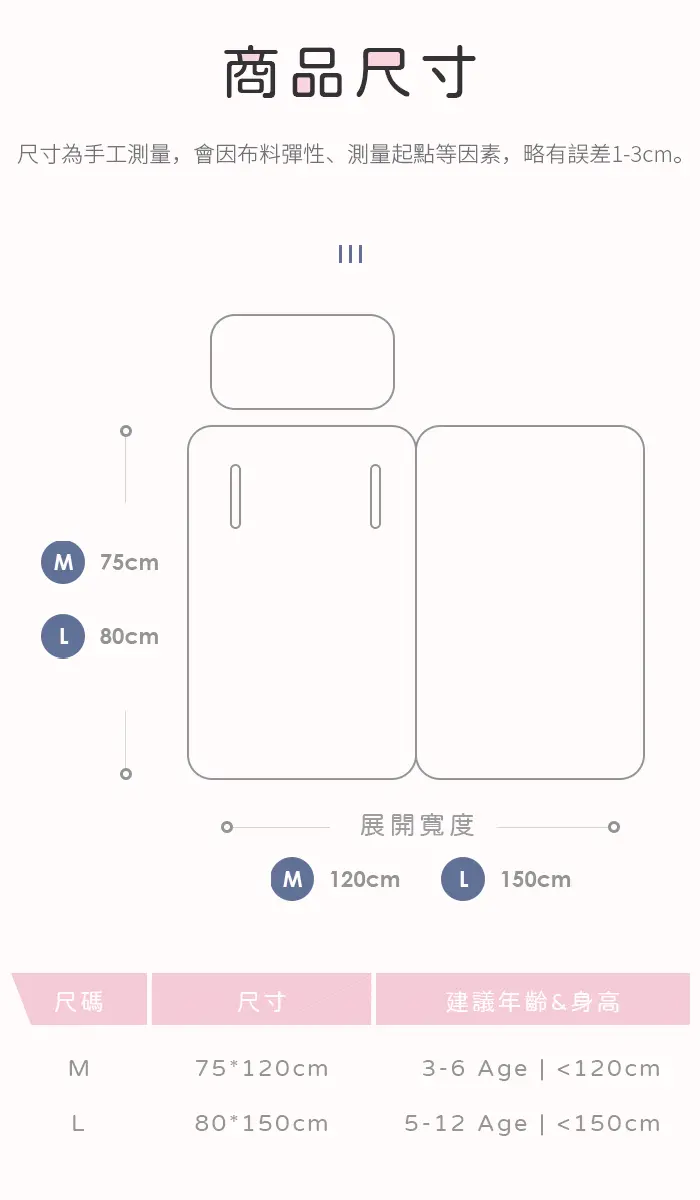 商品尺寸
尺寸為手工測量，會因布料彈性、測量起點等因素，略有誤差1-3cm。
M 75cm
L 80cm
展開寬度
M 120cm L 150cm
尺碼 尺寸 建議年齡&身高
M 75*120cm 3-6 Age | <120cm
L 80*150cm 5-12 Age | <150cm